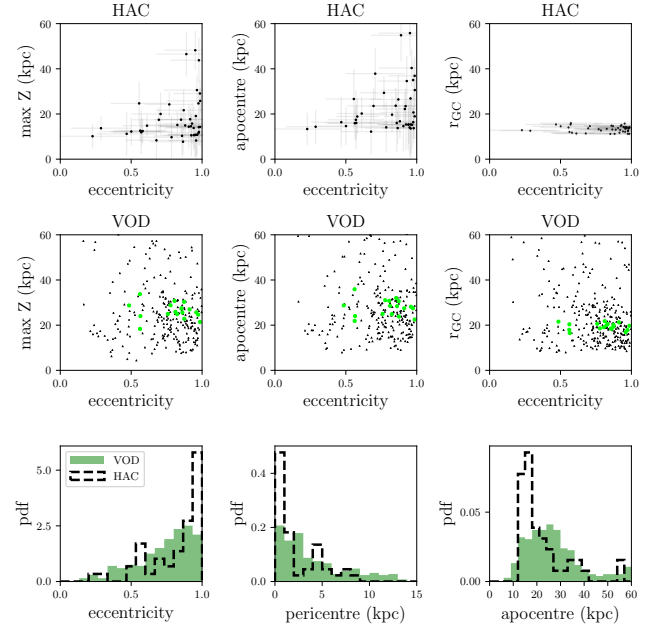 HAC HAC HAC
60 60 60
40 40 40
20 20 20
0 0 0
max Z (kpc) apocentre (kpc) r_GC (kpc)
0.0 0.5 1.0 0.0 0.5 1.0 0.0 0.5 1.0
eccentricity eccentricity eccentricity
VOD VOD VOD
60 60 60
40 40 40
20 20 20
0 0 0
max Z (kpc) apocentre (kpc) r_GC (kpc)
0.0 0.5 1.0 0.0 0.5 1.0 0.0 0.5 1.0
eccentricity eccentricity eccentricity
VOD
HAC
5.0 0.4 0.05
2.5 0.2
0.0 0.0 0.00
pdf pdf pdf
0.0 0.5 1.0 0 5 10 15 0 10 20 30 40 50 60
eccentricity pericentre (kpc) apocentre (kpc)